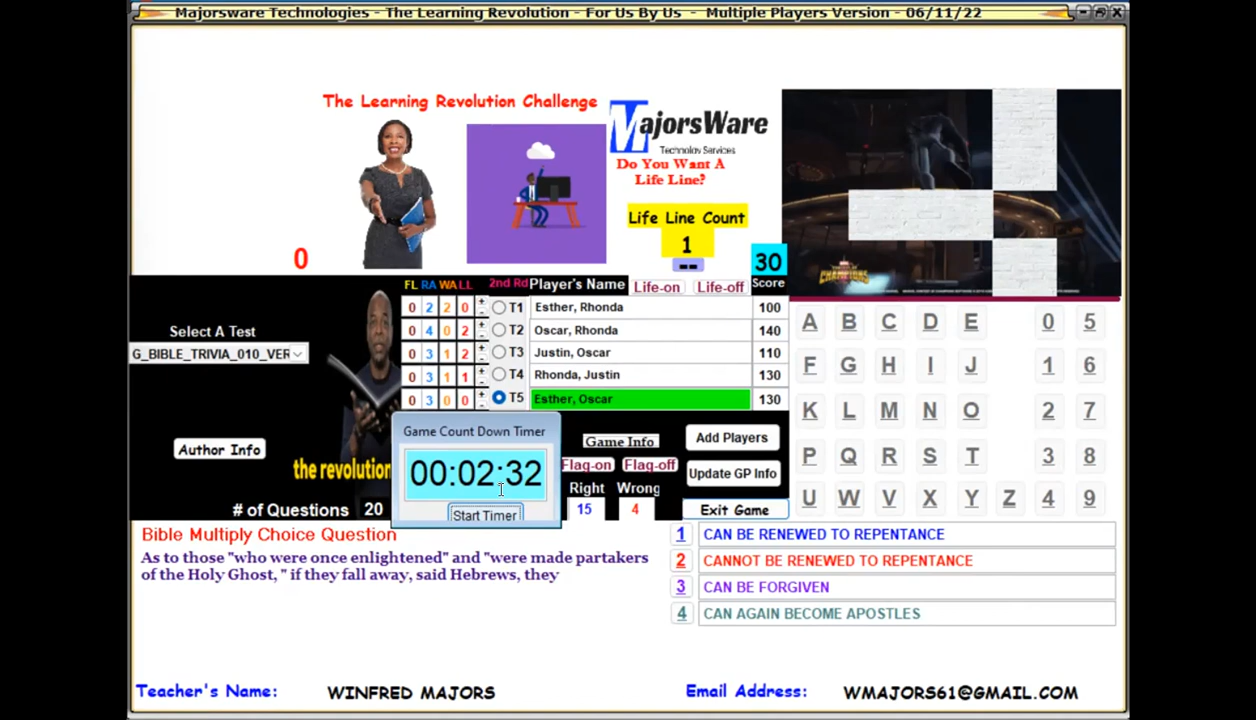 Majorsware Technologies - The Learning Revolution - For Us By Us - Multiple Players Version - 06/11/22
The Learning Revolution Challenge
MajorsWare
Technology Services
Do You Want A
Life Line?
Life Line Count
1
--
0
30
FL RA WA LL 2nd Rd Player's Name Life-on Life-off Score
0 2 2 0 + - T1 Esther, Rhonda 100
0 4 0 2 + - T2 Oscar, Rhonda 140
0 3 1 2 + - T3 Justin, Oscar 110
0 3 1 1 + - T4 Rhonda, Justin 130
0 3 0 0 + - T5 Esther, Oscar 130
Select A Test
G_BIBLE_TRIVIA_010_VER
Author Info
the revolution
# of Questions 20
Game Count Down Timer
00:02:32
Start Timer
Game Info
Flag-on Flag-off
Right Wrong
15 4
Add Players
Update GP Info
Exit Game
CHAMPIONS
A B C D E 0 5
F G H I J 1 6
K L M N O 2 7
P Q R S T 3 8
U W V X Y Z 4 9
Bible Multiply Choice Question
As to those "who were once enlightened" and "were made partakers
of the Holy Ghost, " if they fall away, said Hebrews, they
1 CAN BE RENEWED TO REPENTANCE
2 CANNOT BE RENEWED TO REPENTANCE
3 CAN BE FORGIVEN
4 CAN AGAIN BECOME APOSTLES
Teacher's Name: WINFRED MAJORS
Email Address: WMAJORS61@GMAIL.COM